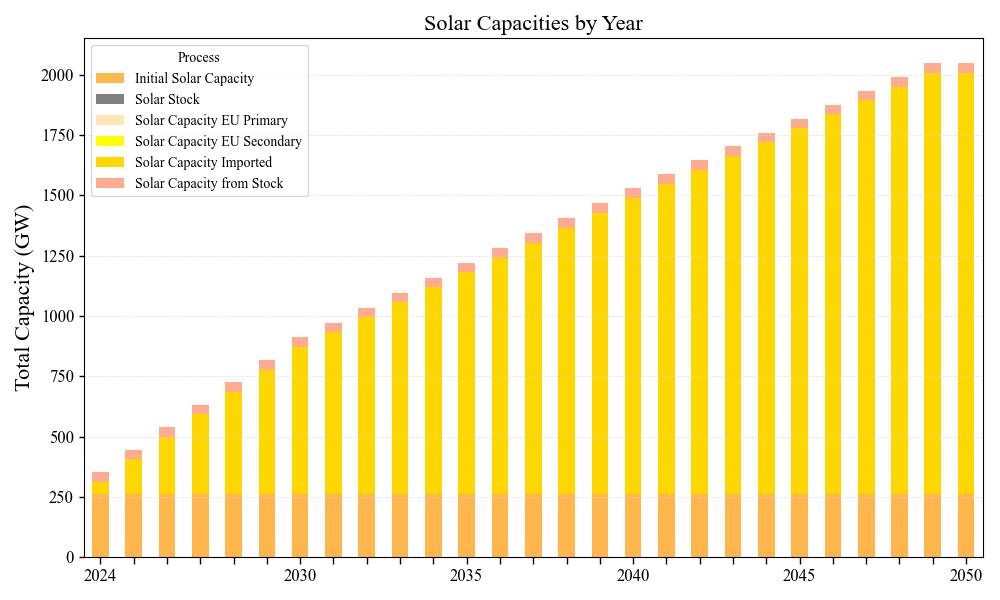 Solar Capacities by Year
Process
Initial Solar Capacity
Solar Stock
Solar Capacity EU Primary
Solar Capacity EU Secondary
Solar Capacity Imported
Solar Capacity from Stock
Total Capacity (GW)
2000
1750
1500
1250
1000
750
500
250
0
2024 2030 2035 2040 2045 2050